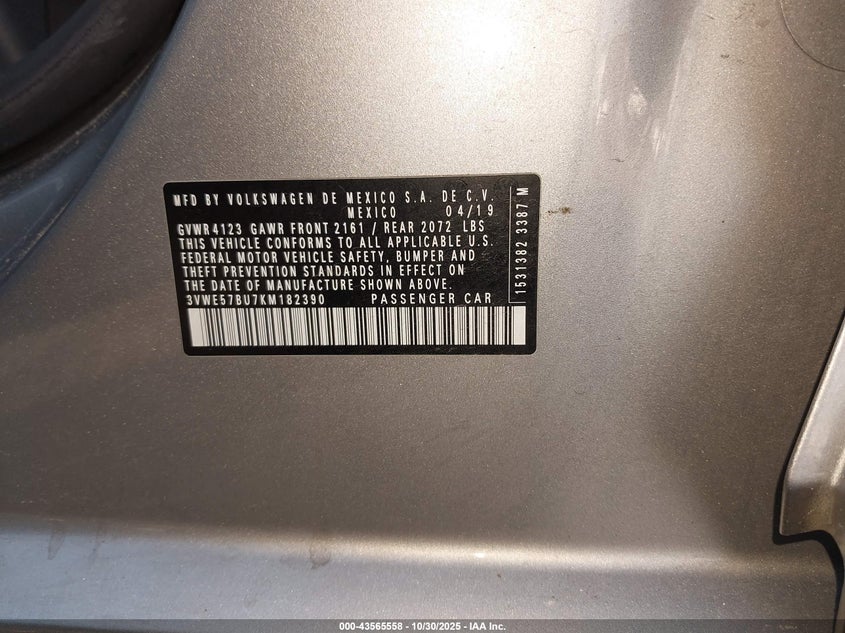 MFD BY VOLKSWAGEN DE MEXICO S.A. DE C.V.
MEXICO 04/19
GVWR 4123 GAWR FRONT 2161 / REAR 2072 LBS
THIS VEHICLE CONFORMS TO ALL APPLICABLE U.S.
FEDERAL MOTOR VEHICLE SAFETY, BUMPER AND
THEFT PREVENTION STANDARDS IN EFFECT ON
THE DATE OF MANUFACTURE SHOWN ABOVE.
3VWE57BU7KM182390 PASSENGER CAR
1531382 3387 M
000-43565558 - 10/30/2025 - IAA Inc.